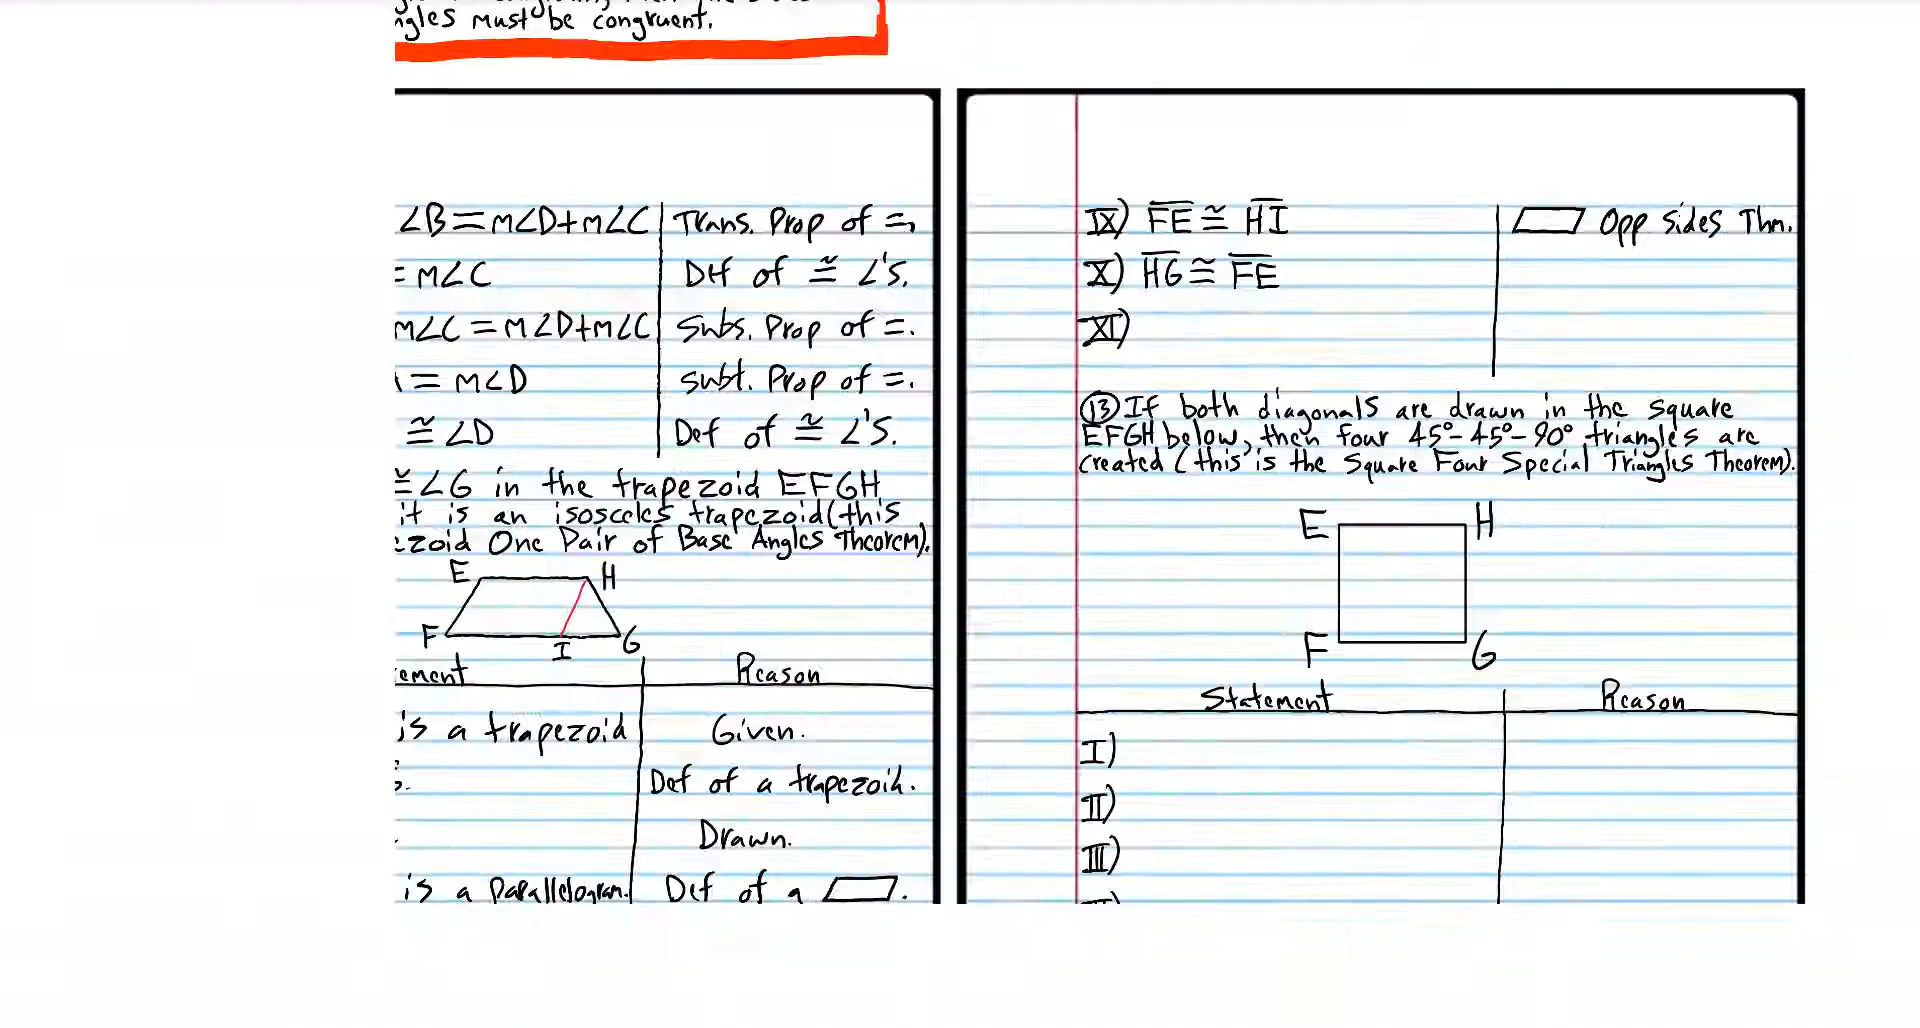 ngles must be congruent.
∠B=m∠D+m∠C Trans. Prop of =,
= m∠C Def of ≅ ∠'s.
m∠C = m∠D+m∠C Subs. Prop of =.
= m∠D subt. Prop of =.
≅ ∠D Def of ≅ ∠'s.
≅∠G in the trapezoid EFGH
it is an isosceles trapezoid (this
ezoid One Pair of Base Angles Theorem).
E H
F I G
ement Reason
is a trapezoid Given.
Def of a trapezoid.
Drawn.
is a parallelogram. Def of a ▱.
IX) FE ≅ HI ▱ Opp sides Thm.
X) HG ≅ FE
XI)
⑬ If both diagonals are drawn in the square
EFGH below, then four 45°-45°-90° triangles are
created (this is the Square Four Special Triangles Theorem).
E H
F G
Statement Reason
I)
II)
III)